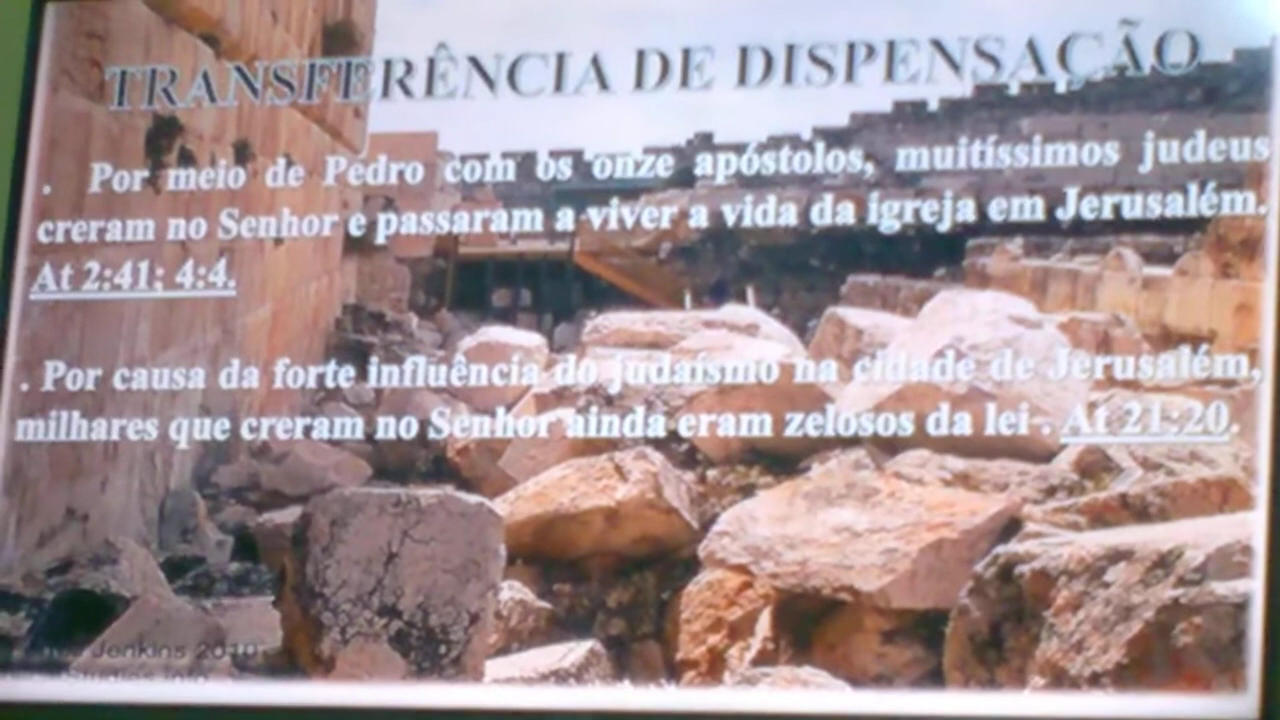 TRANSFERÊNCIA DE DISPENSAÇÃO
. Por meio de Pedro com os onze apóstolos, muitíssimos judeus
creram no Senhor e passaram a viver a vida da igreja em Jerusalém.
At 2:41; 4:4.
. Por causa da forte influência do judaísmo na cidade de Jerusalém,
milhares que creram no Senhor ainda eram zelosos da lei . At 21:20.
Jenkins 2010